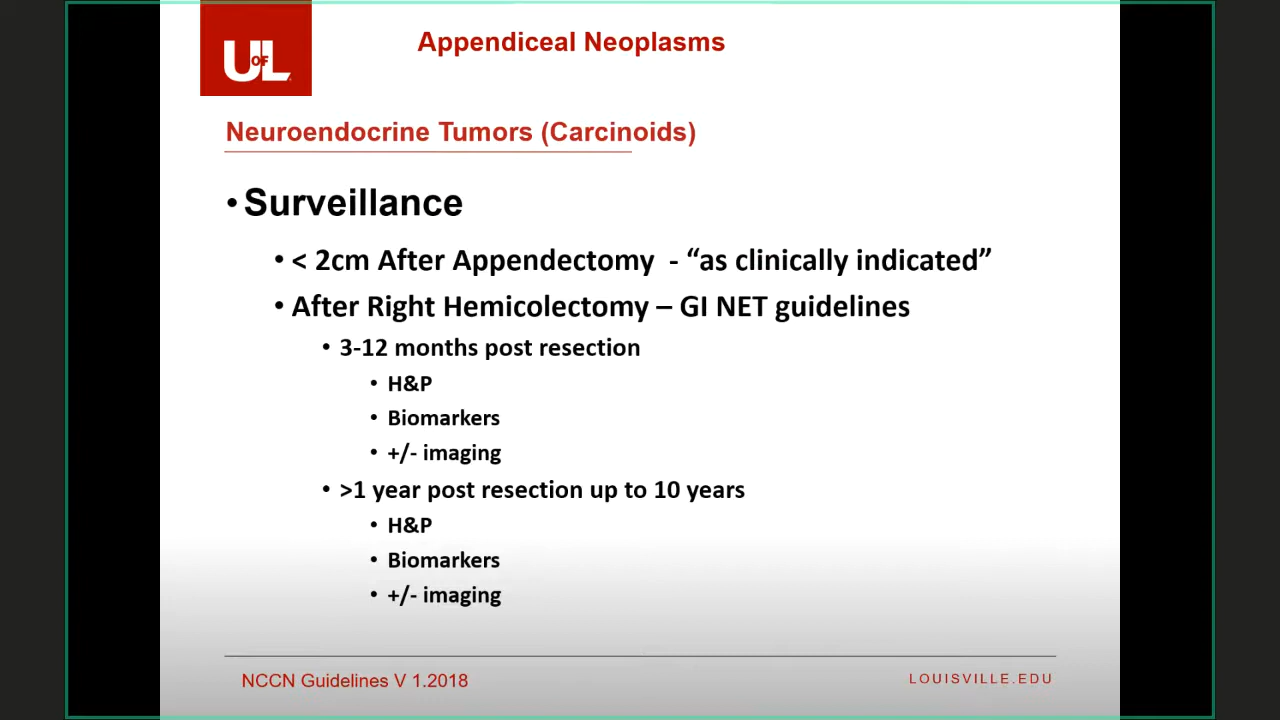 UofL
Appendiceal Neoplasms
Neuroendocrine Tumors (Carcinoids)
• Surveillance
• < 2cm After Appendectomy - “as clinically indicated”
• After Right Hemicolectomy – GI NET guidelines
• 3-12 months post resection
• H&P
• Biomarkers
• +/- imaging
• >1 year post resection up to 10 years
• H&P
• Biomarkers
• +/- imaging
NCCN Guidelines V 1.2018
LOUISVILLE.EDU